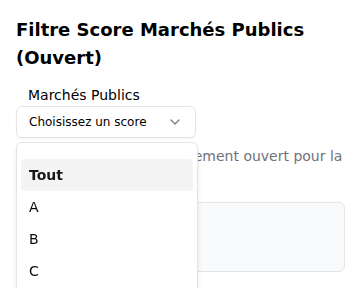 Filtre Score Marchés Publics
(Ouvert)
Marchés Publics
Choisissez un score
ement ouvert pour la
Tout
A
B
C